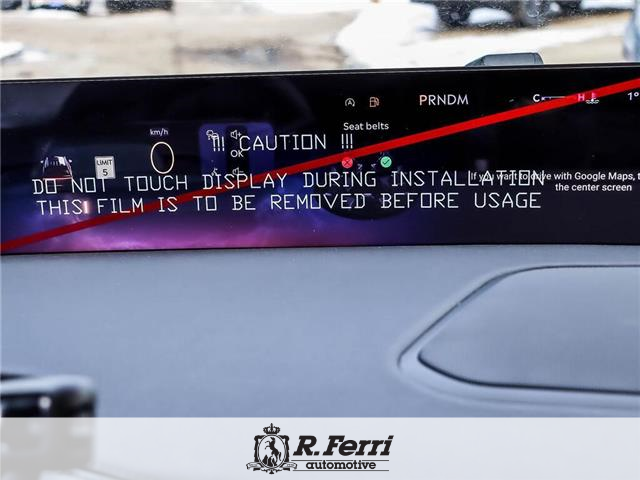 PRNDM
C H 1°
km/h
Seat belts
LIMIT
5
OK
!!! CAUTION !!!
If you want to drive with Google Maps, t
the center screen
DO NOT TOUCH DISPLAY DURING INSTALLATION
THIS FILM IS TO BE REMOVED BEFORE USAGE
R.Ferri
automotive